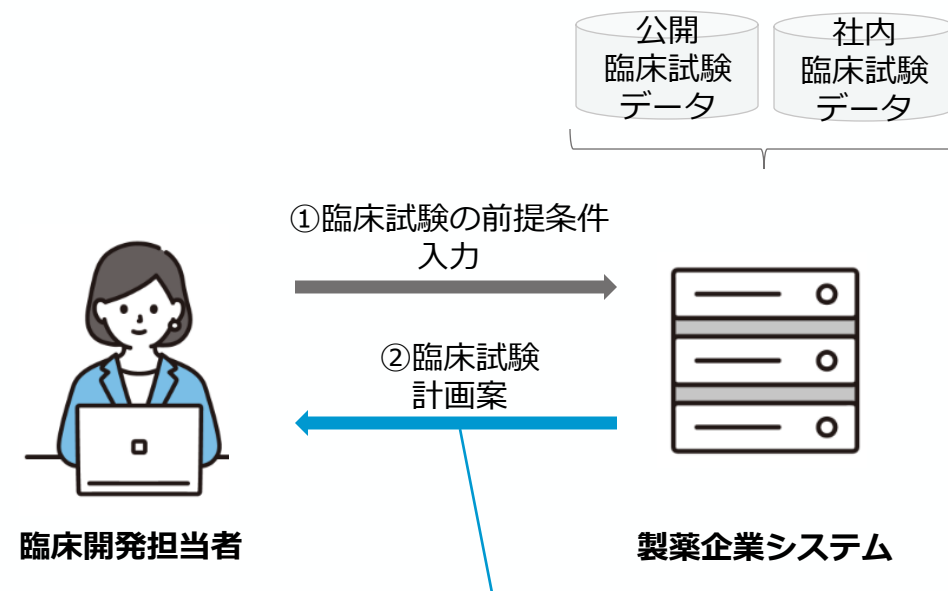 公開
臨床試験
データ
社内
臨床試験
データ
①臨床試験の前提条件
入力
②臨床試験
計画案
臨床開発担当者
製薬企業システム